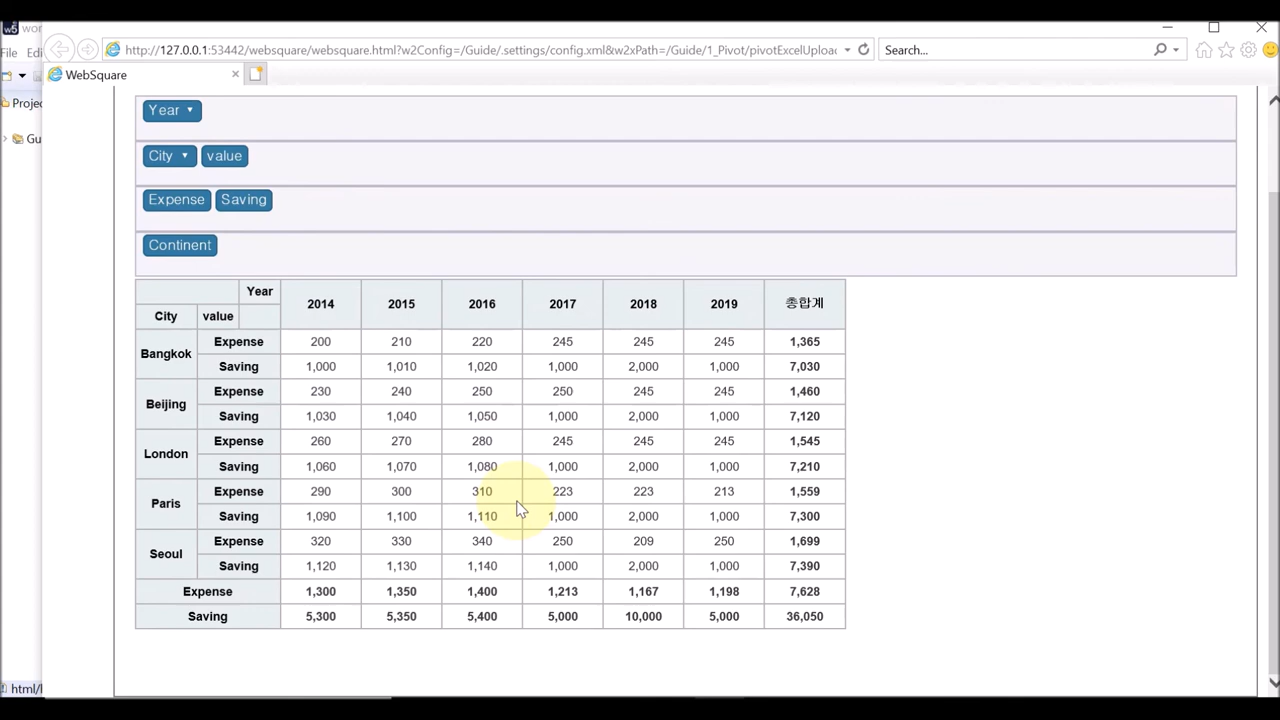 w5 wor
http://127.0.0.1:53442/websquare/websquare.html?w2xConfig=/Guide/.settings/config.xml&w2xPath=/Guide/1_Pivot/pivotExcelUploac
Search...
File Edi
WebSquare
Projec
Gu
Year
City value
Expense Saving
Continent
Year 2014 2015 2016 2017 2018 2019 총합계
City value
Bangkok Expense 200 210 220 245 245 245 1,365
Saving 1,000 1,010 1,020 1,000 2,000 1,000 7,030
Beijing Expense 230 240 250 250 245 245 1,460
Saving 1,030 1,040 1,050 1,000 2,000 1,000 7,120
London Expense 260 270 280 245 245 245 1,545
Saving 1,060 1,070 1,080 1,000 2,000 1,000 7,210
Paris Expense 290 300 310 223 223 213 1,559
Saving 1,090 1,100 1,110 1,000 2,000 1,000 7,300
Seoul Expense 320 330 340 250 209 250 1,699
Saving 1,120 1,130 1,140 1,000 2,000 1,000 7,390
Expense 1,300 1,350 1,400 1,213 1,167 1,198 7,628
Saving 5,300 5,350 5,400 5,000 10,000 5,000 36,050
html/l